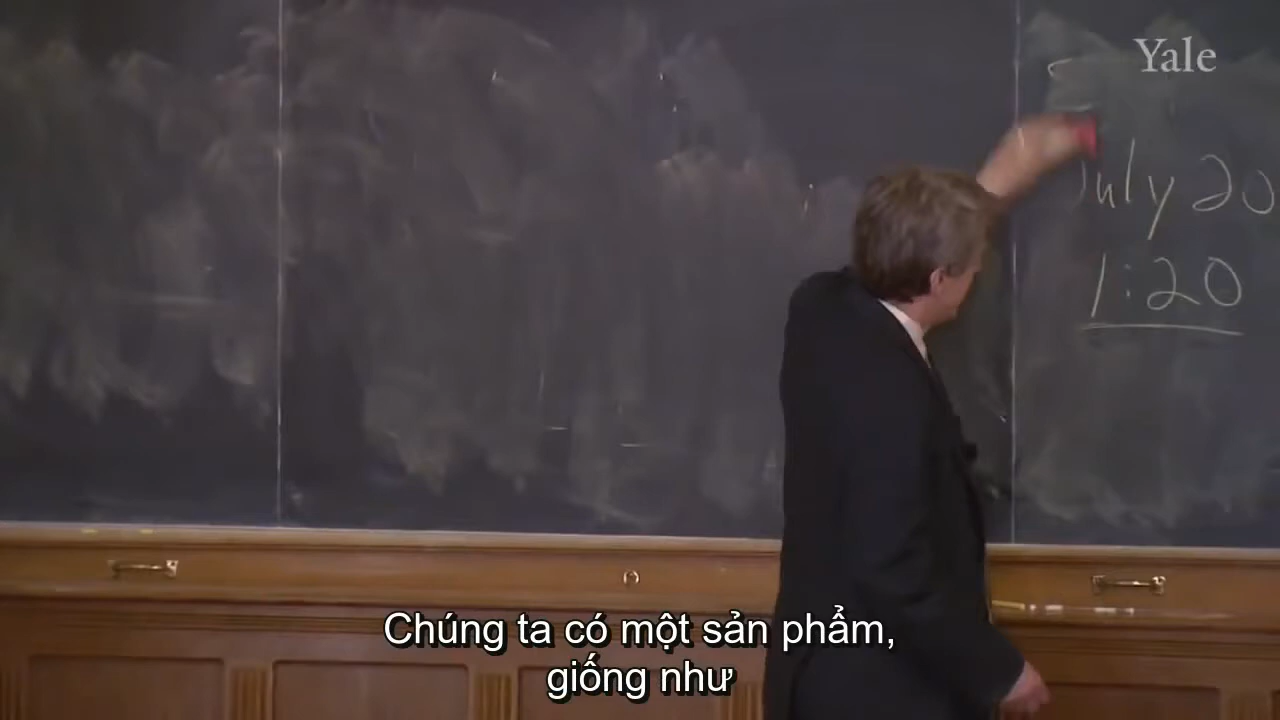 Yale
July 20
1:20
Chúng ta có một sản phẩm,
giống như